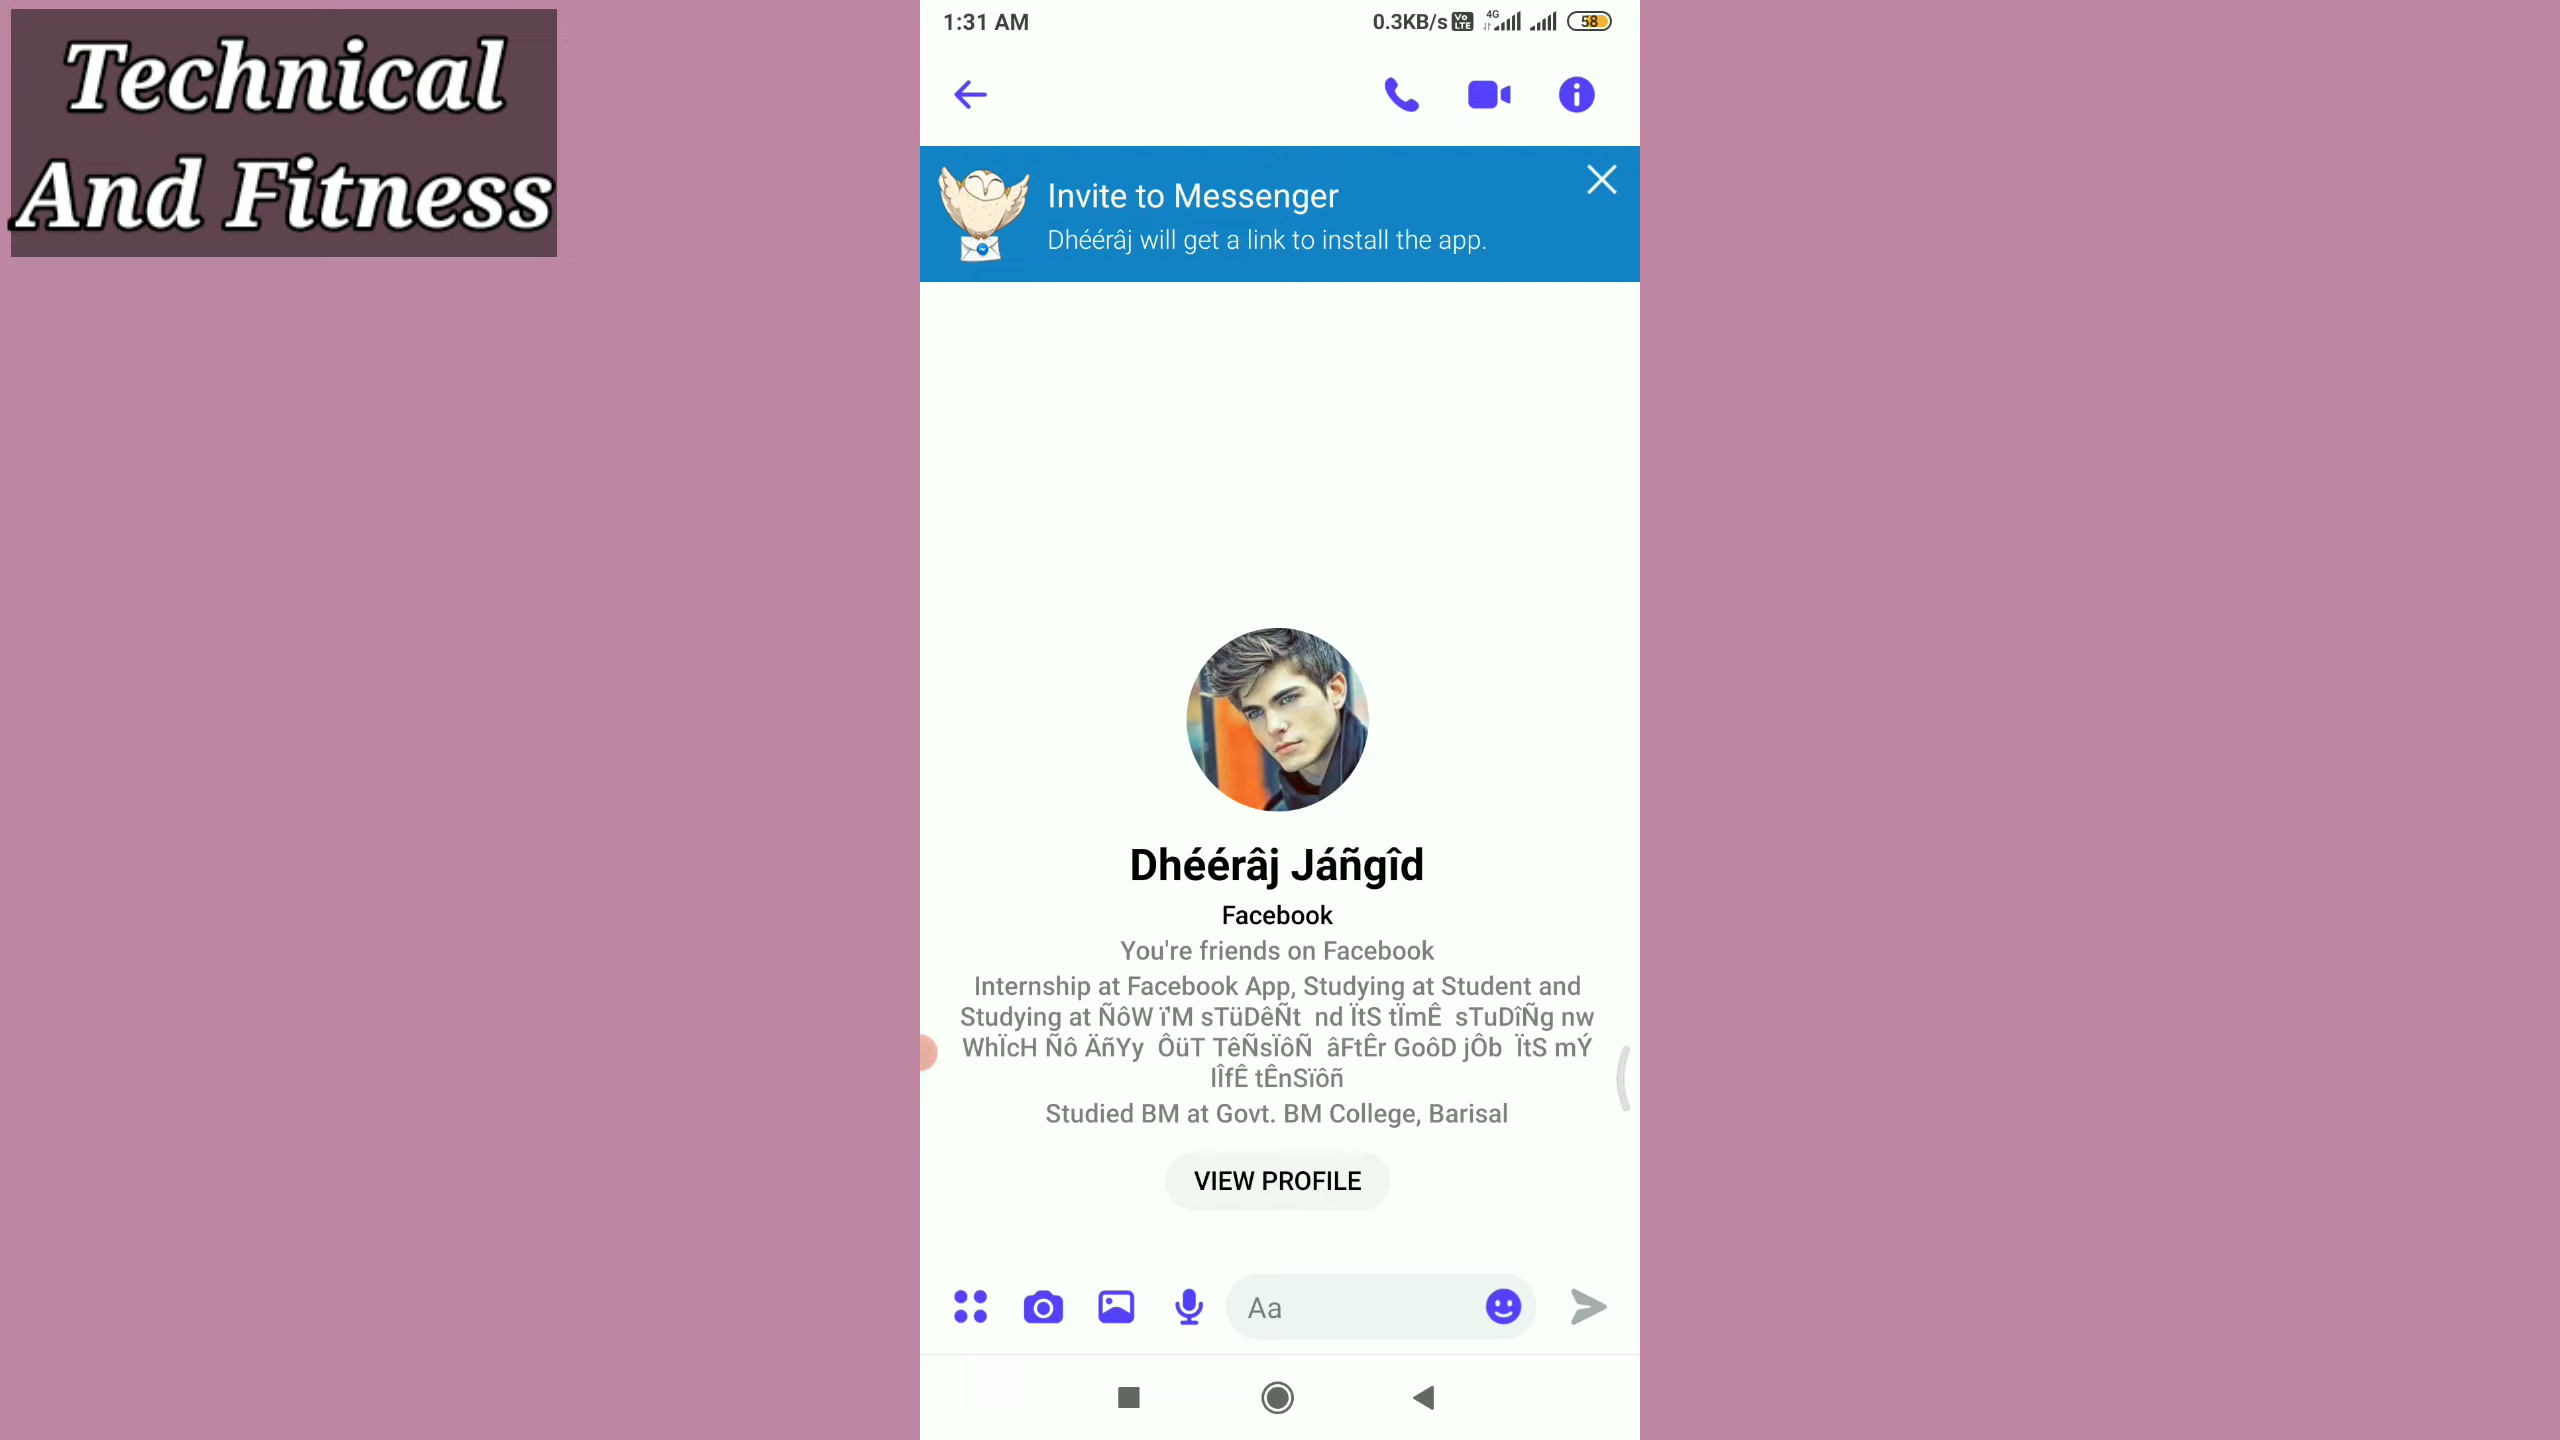 Technical
And Fitness
1:31 AM
0.3KB/s Vo LTE 4G 58
Invite to Messenger
Dhéérâj will get a link to install the app.
Dhéérâj Jáñgîd
Facebook
You're friends on Facebook
Internship at Facebook App, Studying at Student and
Studying at ÑôW ï'M sTüDêÑt nd ÏtS tÏmÊ sTuDîÑg nw
WhÏcH Ñô ÄñYy ÔüT TêÑsÏôÑ âFtÊr GoôD jÔb ÏtS mÝ
lÎfÊ tÊnSïôñ
Studied BM at Govt. BM College, Barisal
VIEW PROFILE
Aa